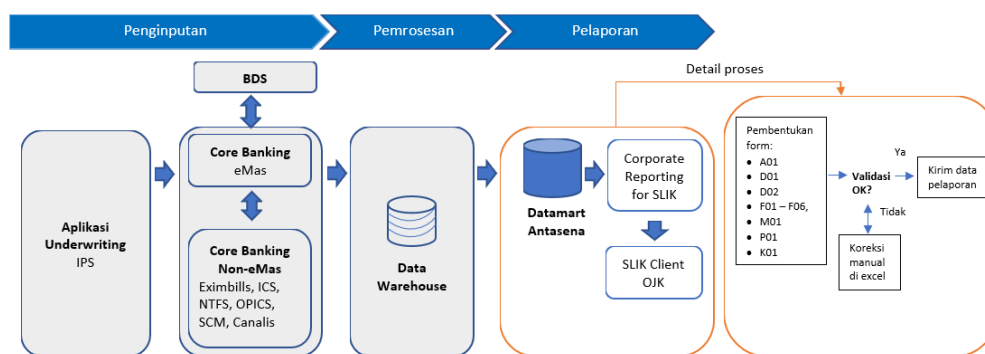 Penginputan
Pemrosesan
Pelaporan
Detail proses
BDS
Aplikasi
Underwriting
IPS
Core Banking
eMas
Core Banking
Non-eMas
Eximbills, ICS,
NTFS, OPICS,
SCM, Canalis
Data
Warehouse
Datamart
Antasena
Corporate
Reporting
for SLIK
SLIK Client
OJK
Pembentukan
form:
• A01
• D01
• D02
• F01 – F06,
• M01
• P01
• K01
Validasi
OK?
Ya
Kirim data
pelaporan
Tidak
Koreksi
manual
di excel